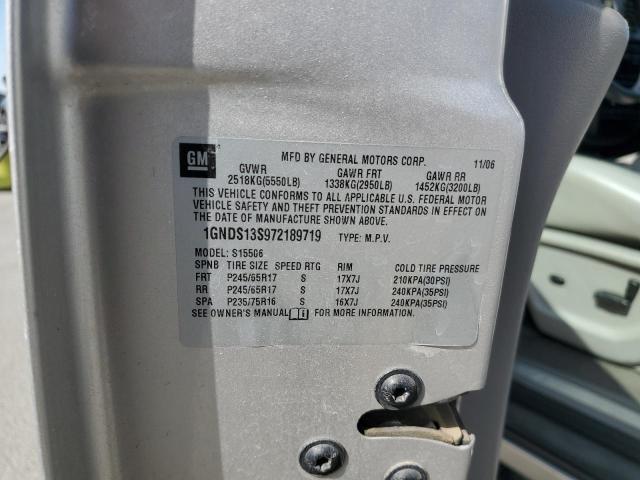 GM
MFD BY GENERAL MOTORS CORP. 11/06
GVWR GAWR FRT GAWR RR
2518KG(5550LB) 1338KG(2950LB) 1452KG(3200LB)
THIS VEHICLE CONFORMS TO ALL APPLICABLE U.S. FEDERAL MOTOR
VEHICLE SAFETY AND THEFT PREVENTION STANDARDS IN EFFECT ON
THE DATE OF MANUFACTURE SHOWN ABOVE.
1GNDS13S972189719 TYPE: M.P.V.
MODEL: S15506
SPNB TIRE SIZE SPEED RTG RIM COLD TIRE PRESSURE
FRT P245/65R17 S 17X7J 210KPA(30PSI)
RR P245/65R17 S 17X7J 240KPA(35PSI)
SPA P235/75R16 S 16X7J 240KPA(35PSI)
SEE OWNER'S MANUAL FOR MORE INFORMATION.